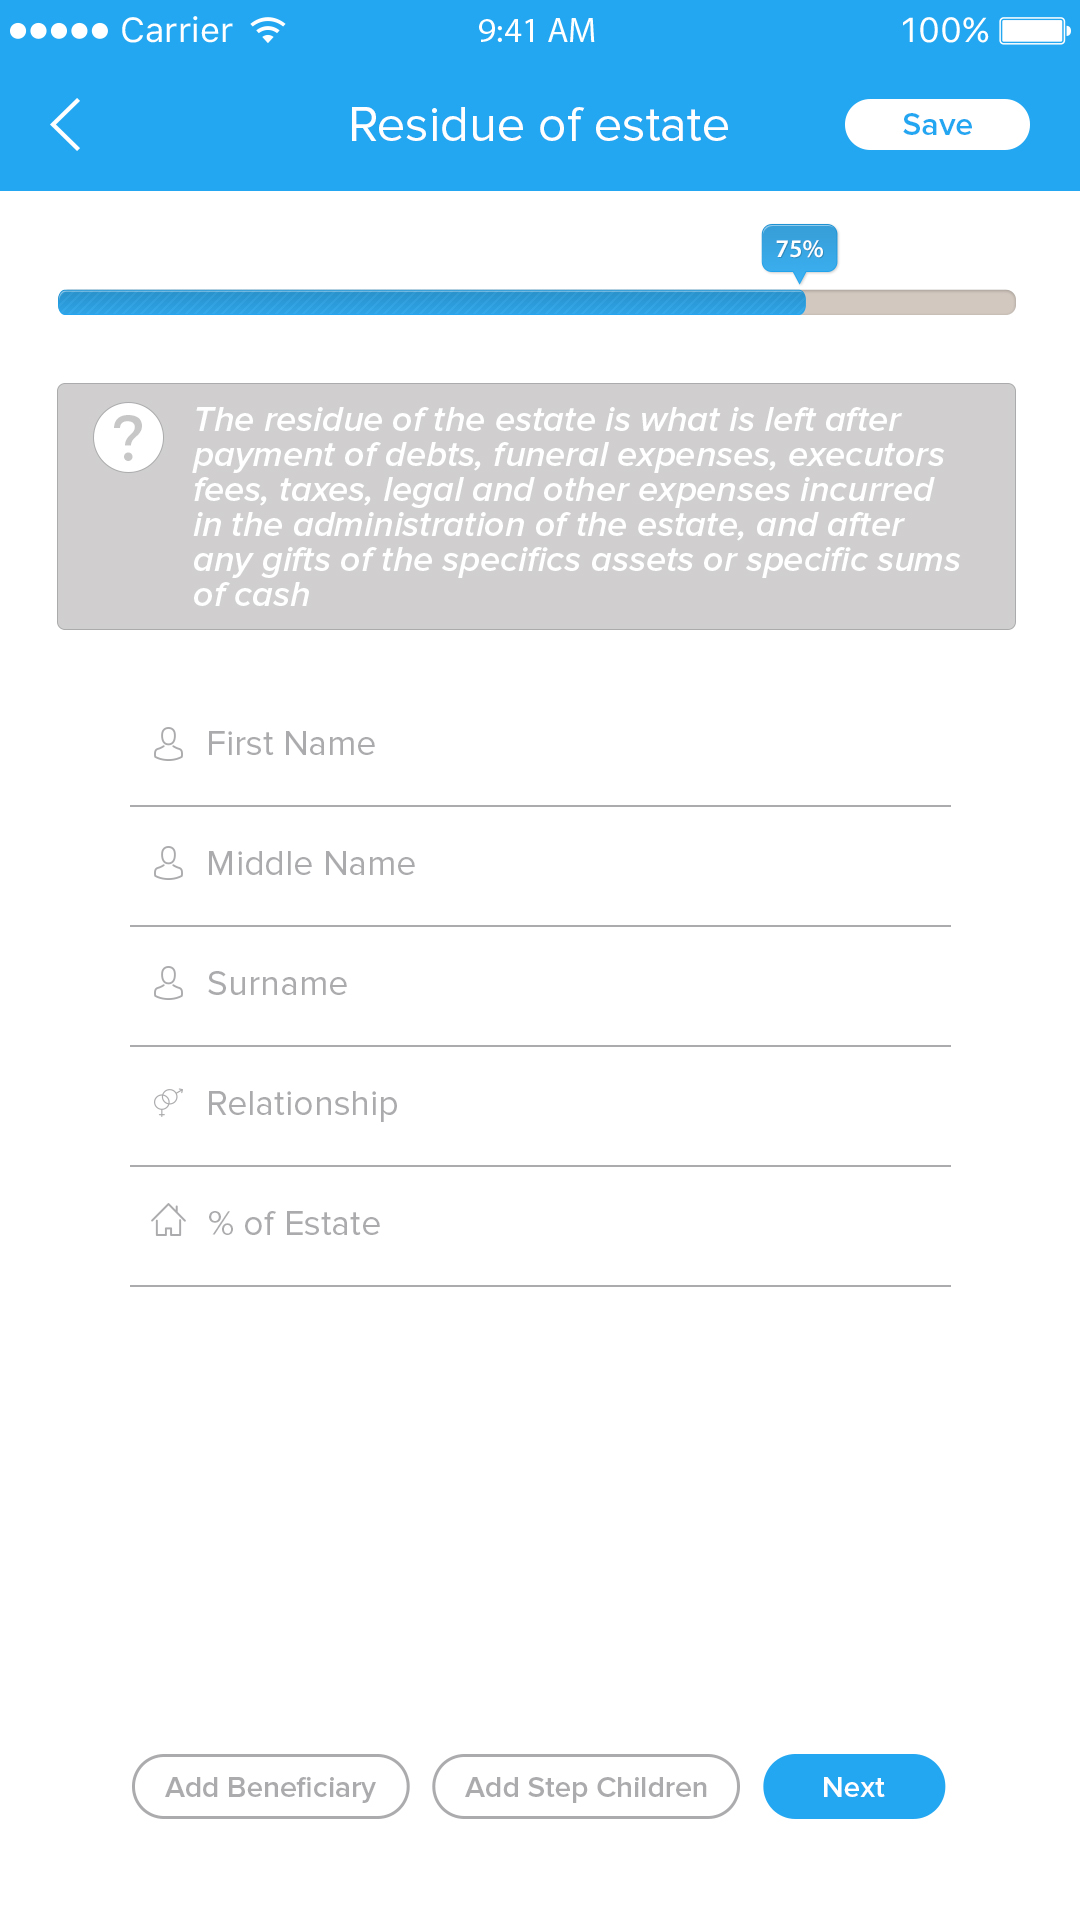 Carrier 9:41 AM 100%
Residue of estate Save
75%
? The residue of the estate is what is left after
payment of debts, funeral expenses, executors
fees, taxes, legal and other expenses incurred
in the administration of the estate, and after
any gifts of the specifics assets or specific sums
of cash
First Name
Middle Name
Surname
Relationship
% of Estate
Add Beneficiary Add Step Children Next